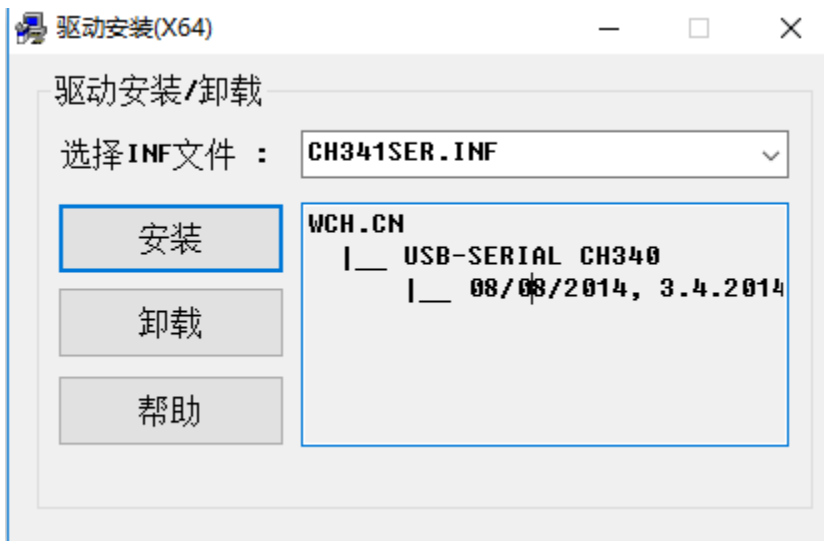 驱动安装(X64)
驱动安装/卸载
选择INF文件 : CH341SER.INF
安装
卸载
帮助
WCH.CN
|__ USB-SERIAL CH340
|__ 08/08/2014, 3.4.2014